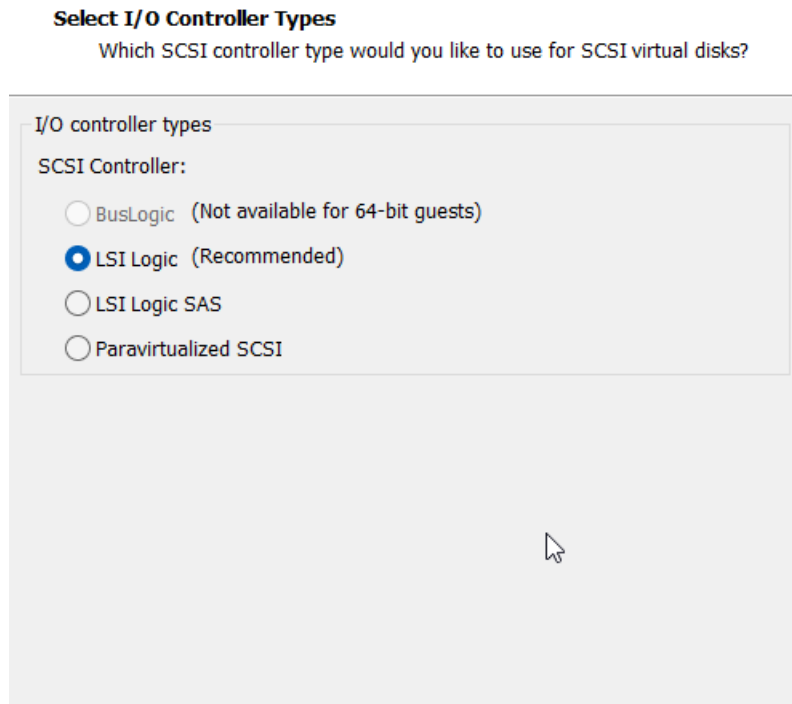 Select I/O Controller Types
Which SCSI controller type would you like to use for SCSI virtual disks?
I/O controller types
SCSI Controller:
BusLogic (Not available for 64-bit guests)
LSI Logic (Recommended)
LSI Logic SAS
Paravirtualized SCSI